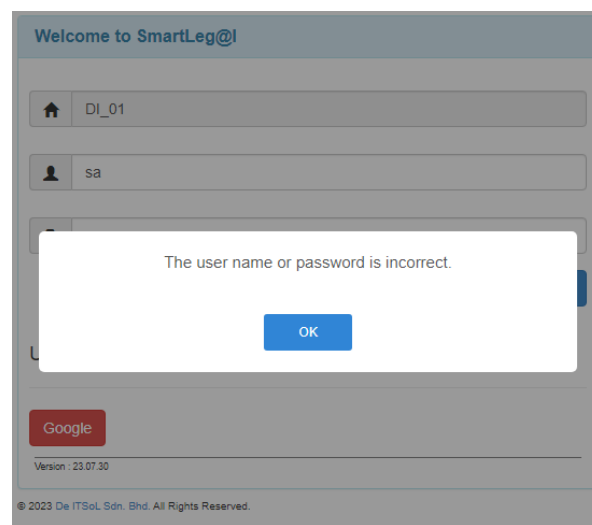 Welcome to SmartLeg@l
DI_01
sa
The user name or password is incorrect.
OK
Google
Version : 23.07.30
© 2023 De ITSoL Sdn. Bhd. All Rights Reserved.